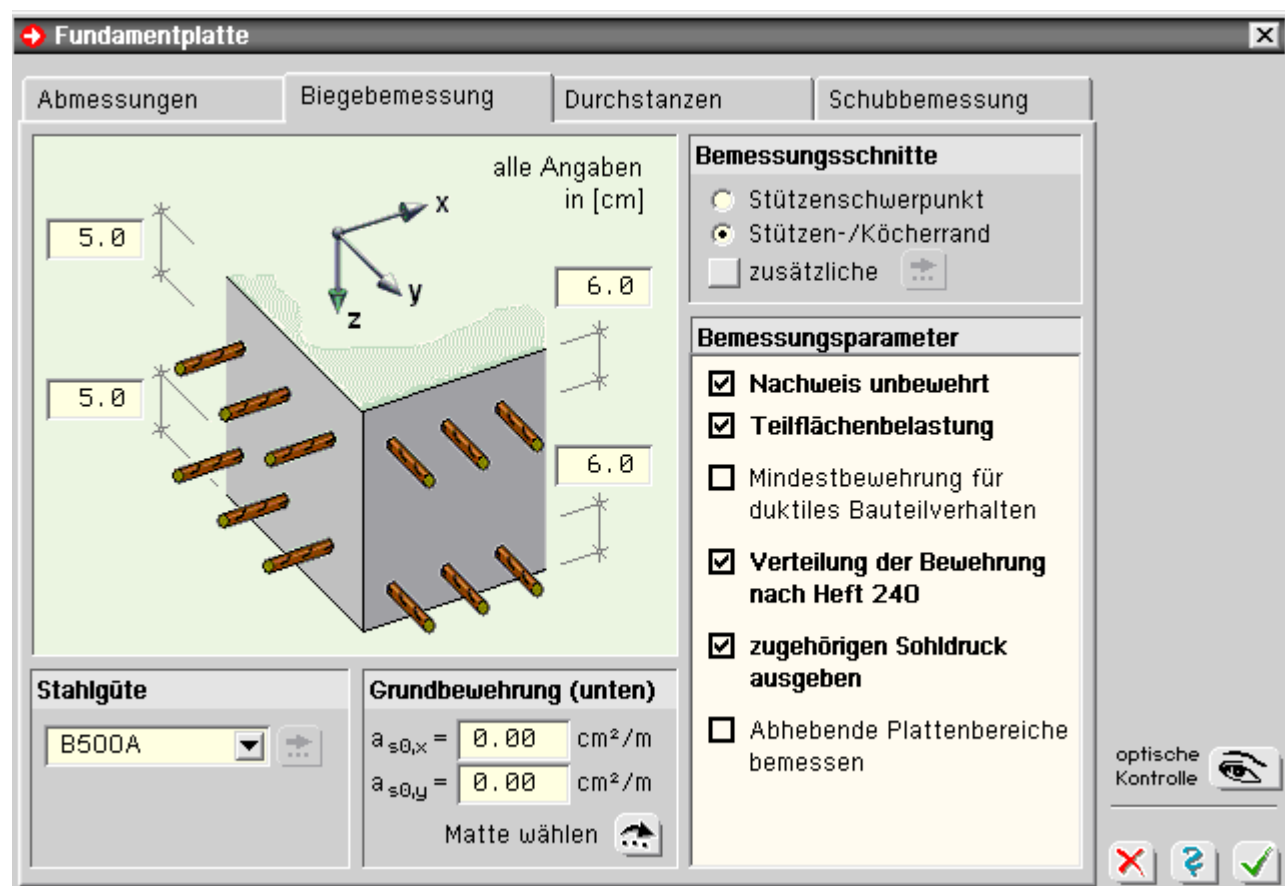 Fundamentplatte
Abmessungen
Biegebemessung
Durchstanzen
Schubbemessung
alle Angaben
in [cm]
x
y
z
5.0
5.0
6.0
6.0
Bemessungsschnitte
Stützenschwerpunkt
Stützen-/Köcherrand
zusätzliche
Bemessungsparameter
Nachweis unbewehrt
Teilflächenbelastung
Mindestbewehrung für
duktiles Bauteilverhalten
Verteilung der Bewehrung
nach Heft 240
zugehörigen Sohldruck
ausgeben
Abhebende Plattenbereiche
bemessen
Stahlgüte
B500A
Grundbewehrung (unten)
as0,x = 0.00 cm²/m
as0,y = 0.00 cm²/m
Matte wählen
optische
Kontrolle